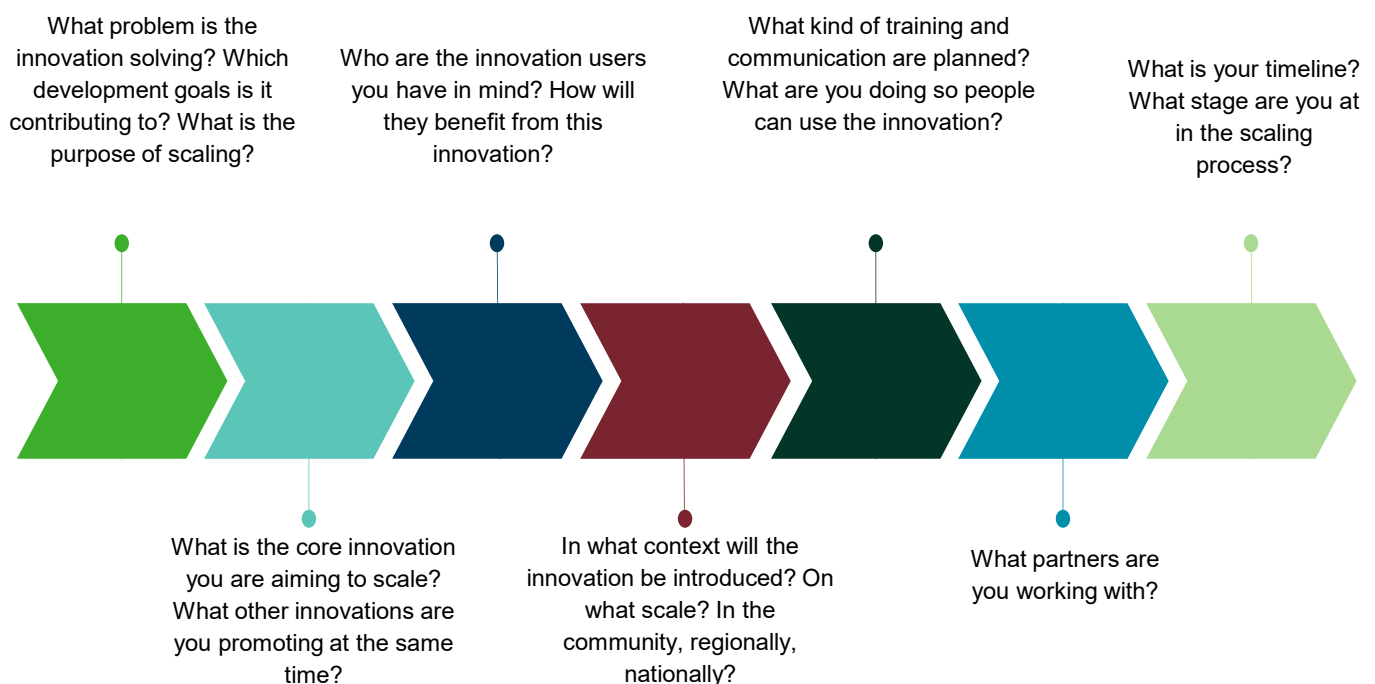 What problem is the
innovation solving? Which
development goals is it
contributing to? What is the
purpose of scaling?
What is the core innovation
you are aiming to scale?
What other innovations are
you promoting at the same
time?
Who are the innovation users
you have in mind? How will
they benefit from this
innovation?
In what context will the
innovation be introduced? On
what scale? In the
community, regionally,
nationally?
What kind of training and
communication are planned?
What are you doing so people
can use the innovation?
What partners are
you working with?
What is your timeline?
What stage are you at
in the scaling
process?